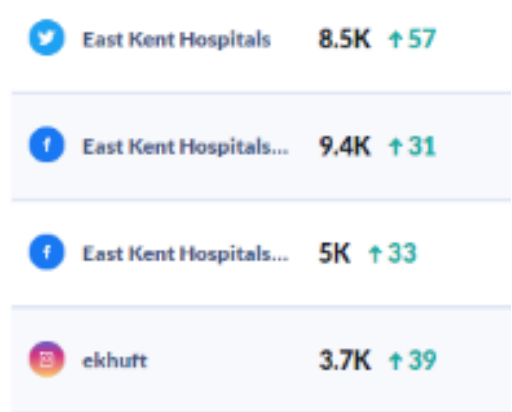 East Kent Hospitals 8.5K ↑57
East Kent Hospitals... 9.4K ↑31
East Kent Hospitals... 5K ↑33
ekhuft 3.7K ↑39